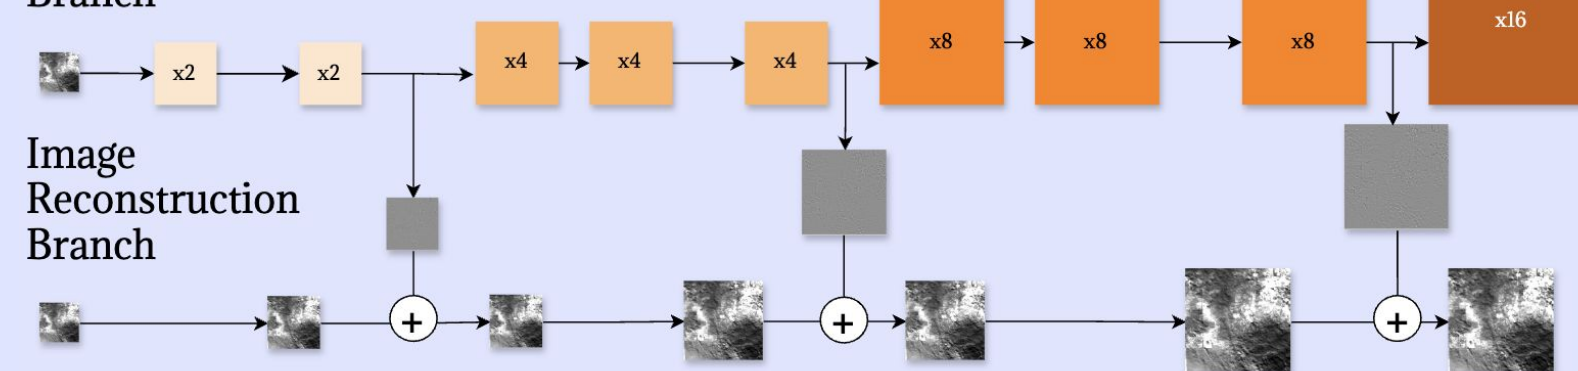 Branch
x2 x2 x4 x4 x4 x8 x8 x8 x16
Image
Reconstruction
Branch
+ + +